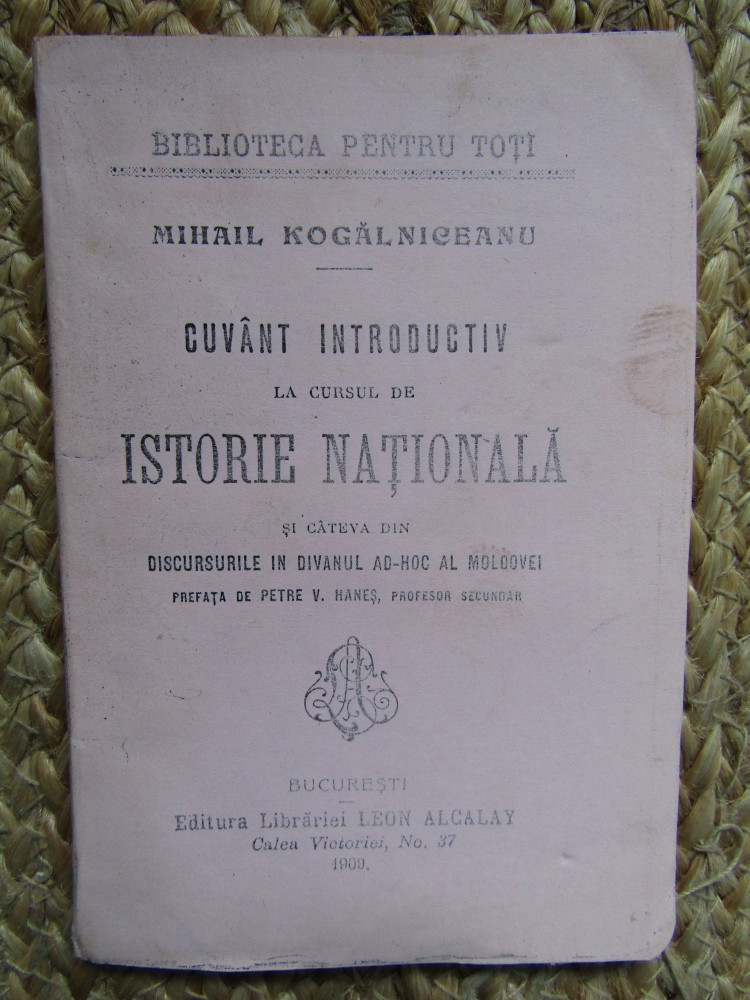 BIBLIOTECA PENTRU TOȚI
MIHAIL KOGĂLNICEANU
CUVÂNT INTRODUCTIV
LA CURSUL DE
ISTORIE NAȚIONALĂ
ȘI CÂTEVA DIN
DISCURSURILE IN DIVANUL AD-HOC AL MOLDOVEI
PREFAȚA DE PETRE V. HANEȘ, PROFESOR SECUNDAR
BUCUREȘTI
Editura Librăriei LEON ALCALAY
Calea Victoriei, No. 37
1909.